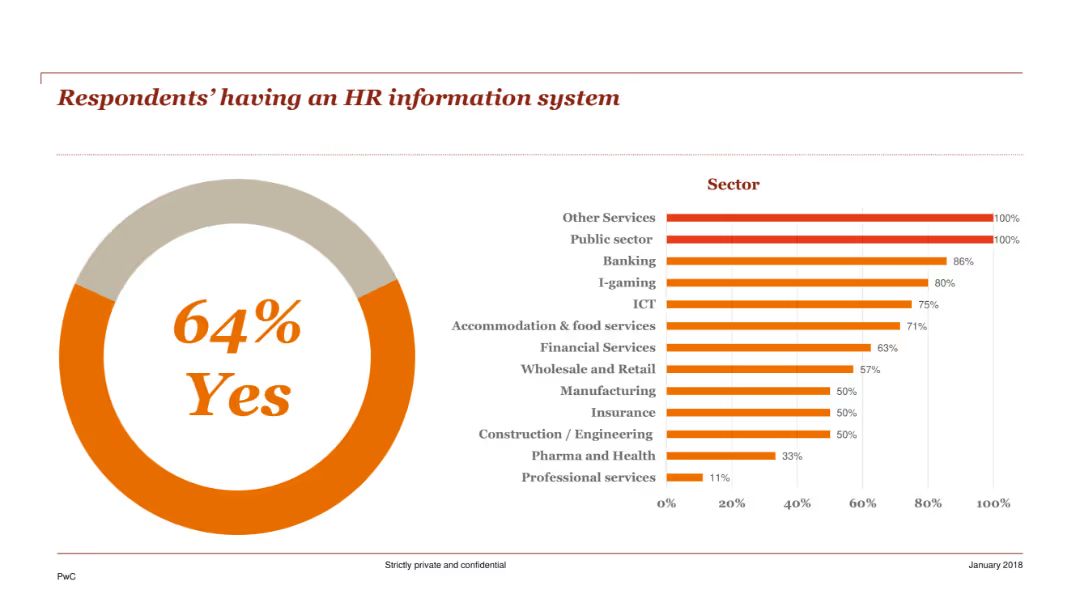 Respondents’ having an HR information system
64%
Yes
Sector
Other Services 100%
Public sector 100%
Banking 86%
I-gaming 80%
ICT 75%
Accommodation & food services 71%
Financial Services 63%
Wholesale and Retail 57%
Manufacturing 50%
Insurance 50%
Construction / Engineering 50%
Pharma and Health 33%
Professional services 11%
0% 20% 40% 60% 80% 100%
Strictly private and confidential January 2018
PwC